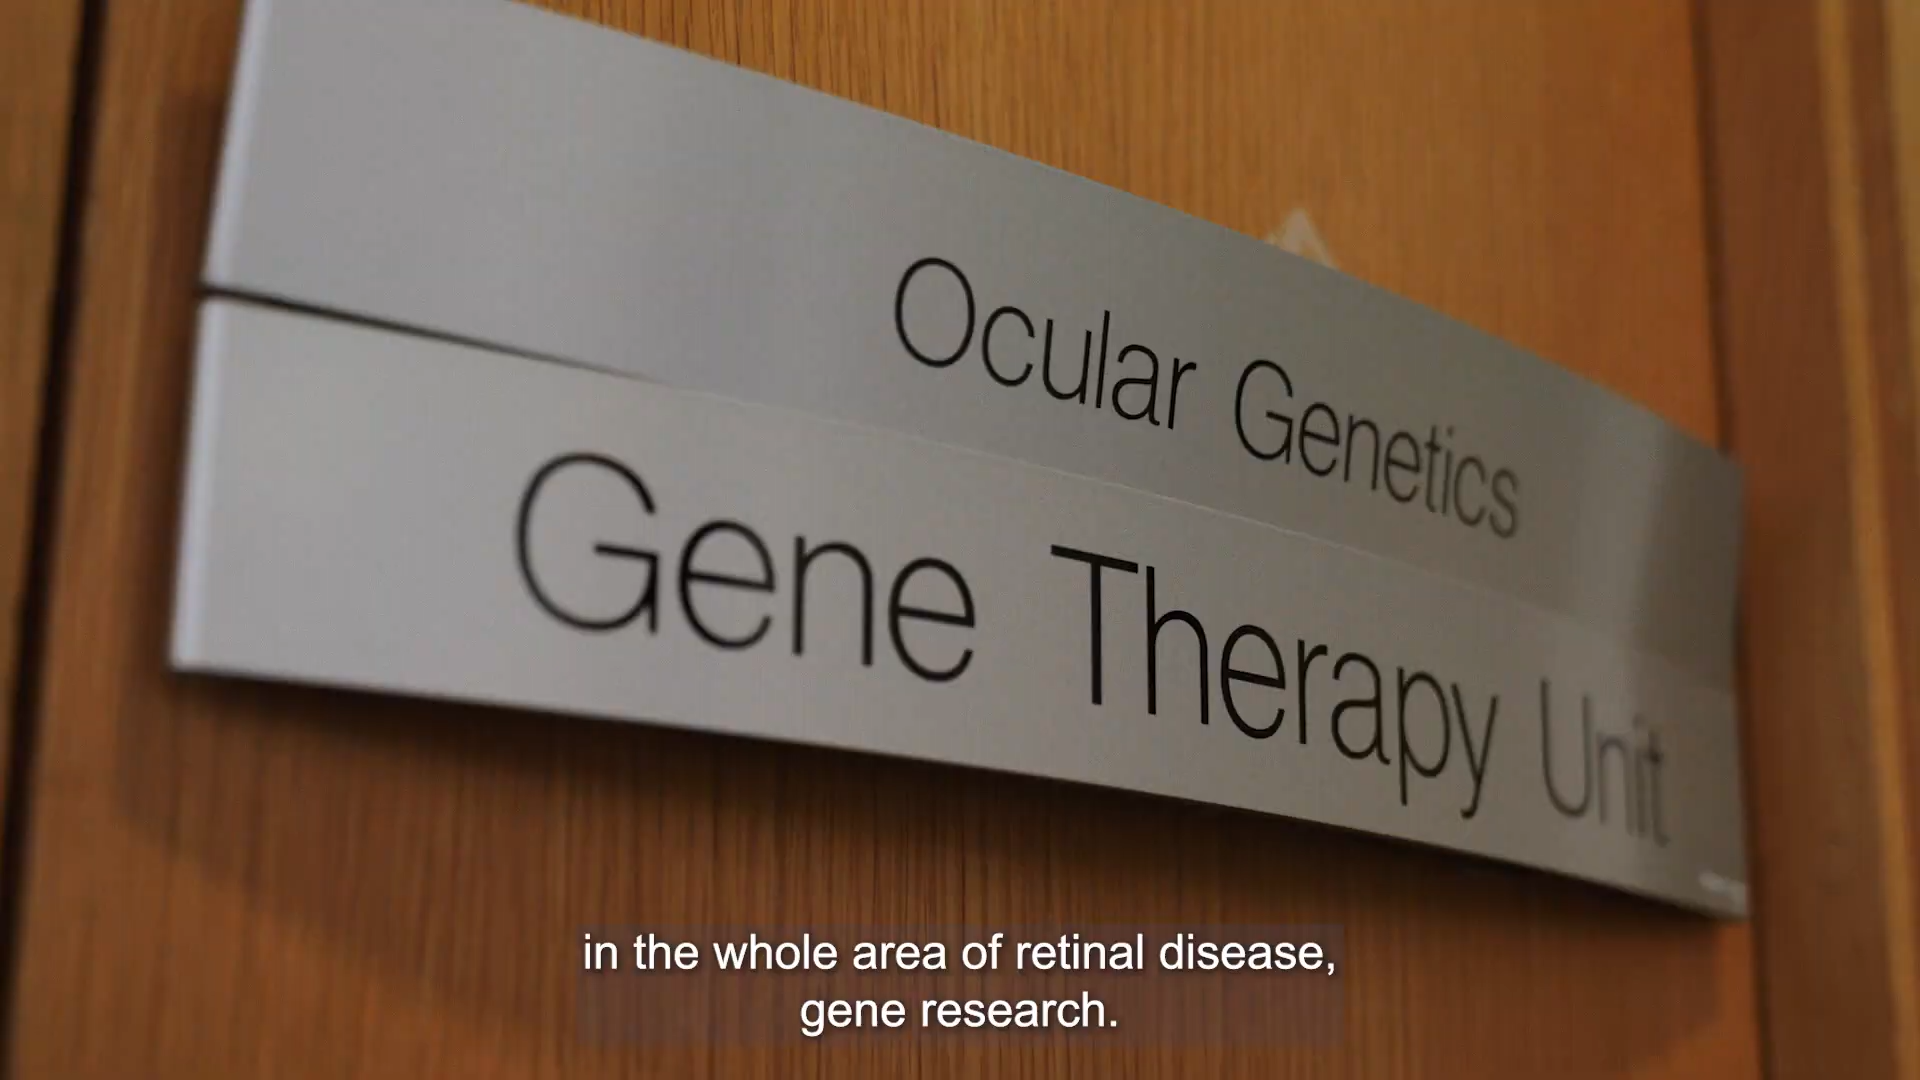 Ocular Genetics
Gene Therapy Unit
in the whole area of retinal disease,
gene research.